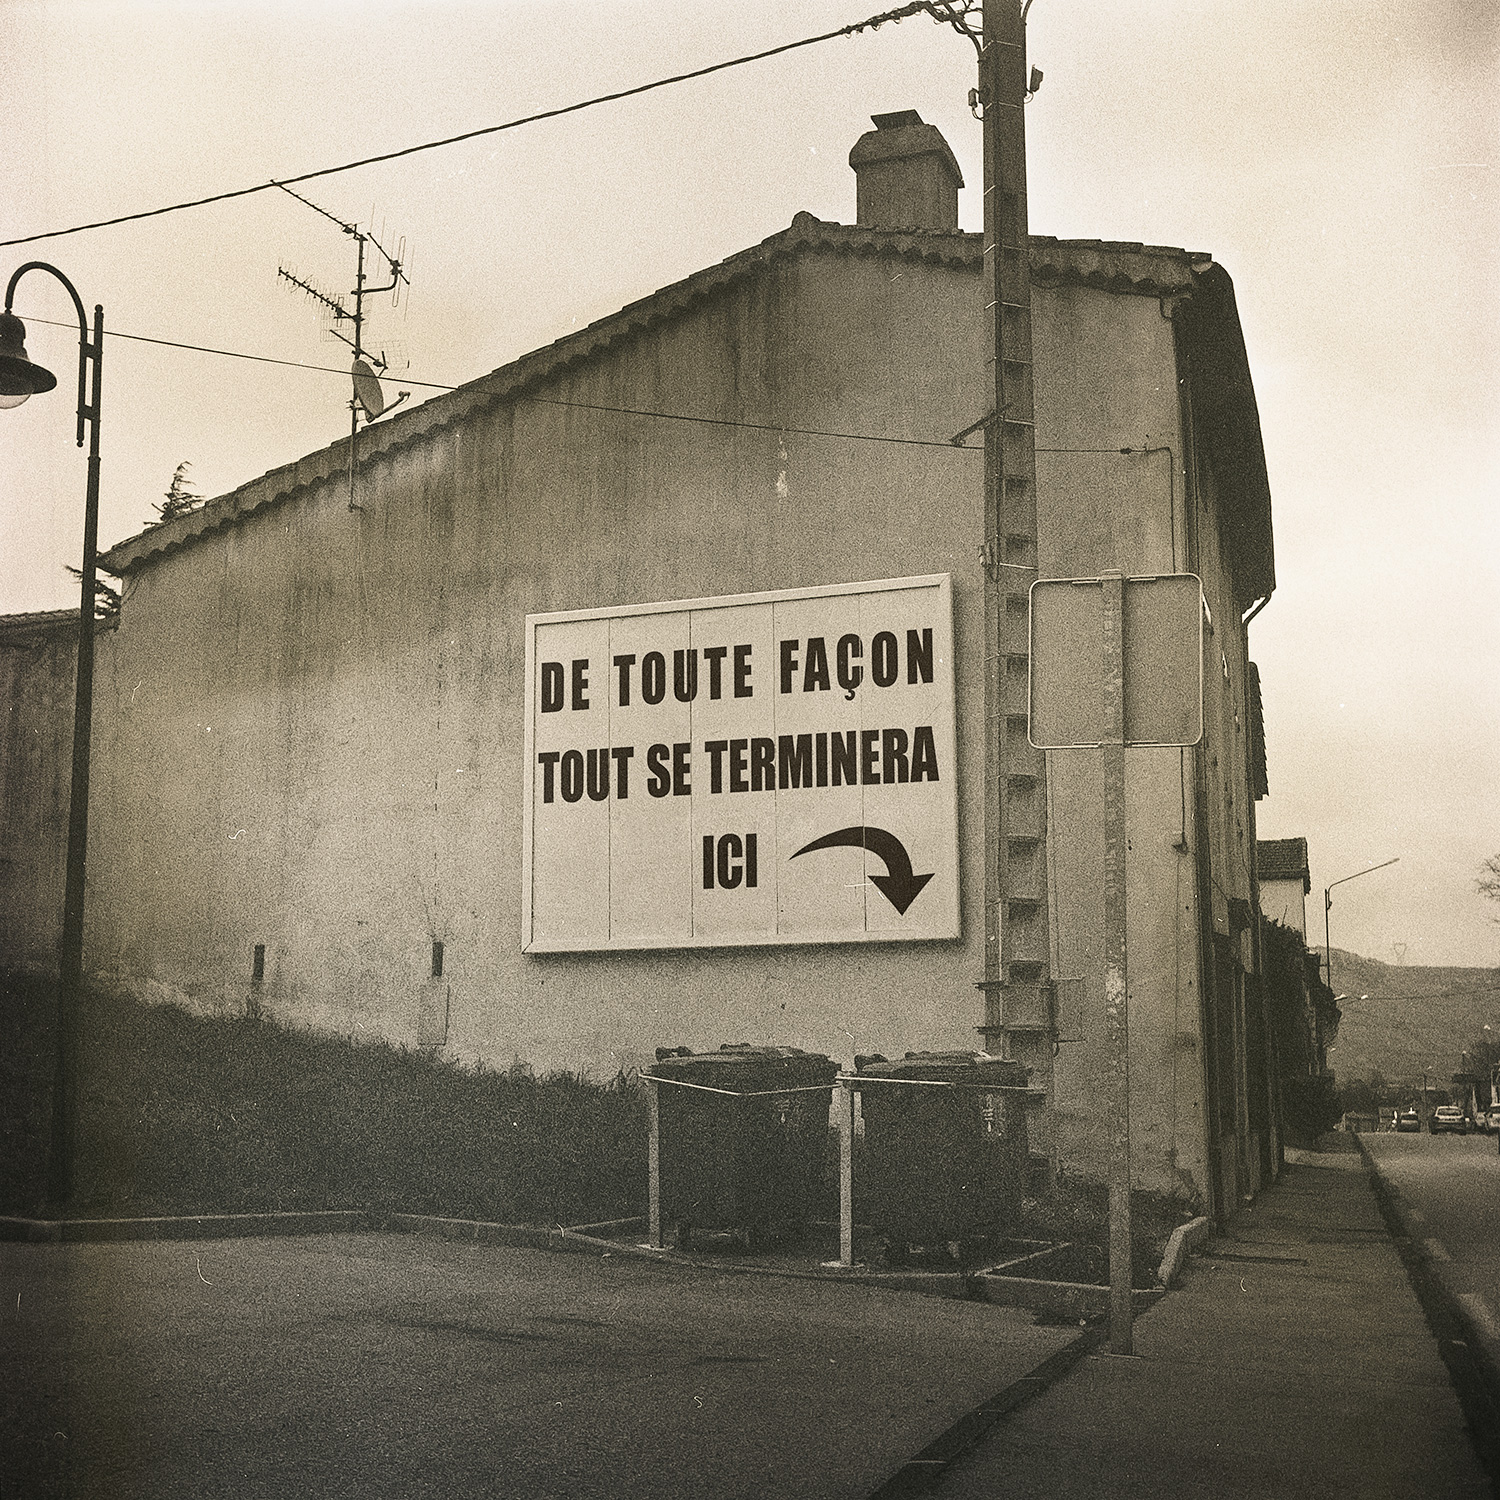 DE TOUTE FAÇON
TOUT SE TERMINERA
ICI